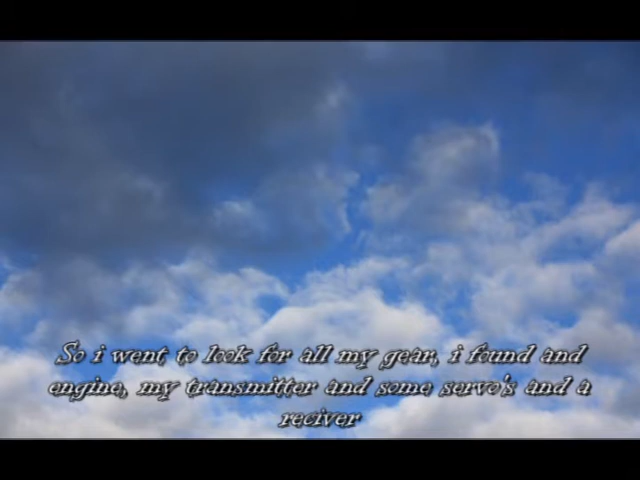 So i went to look for all my gear, i found and
engine, my transmitter and some servo's and a
reciver